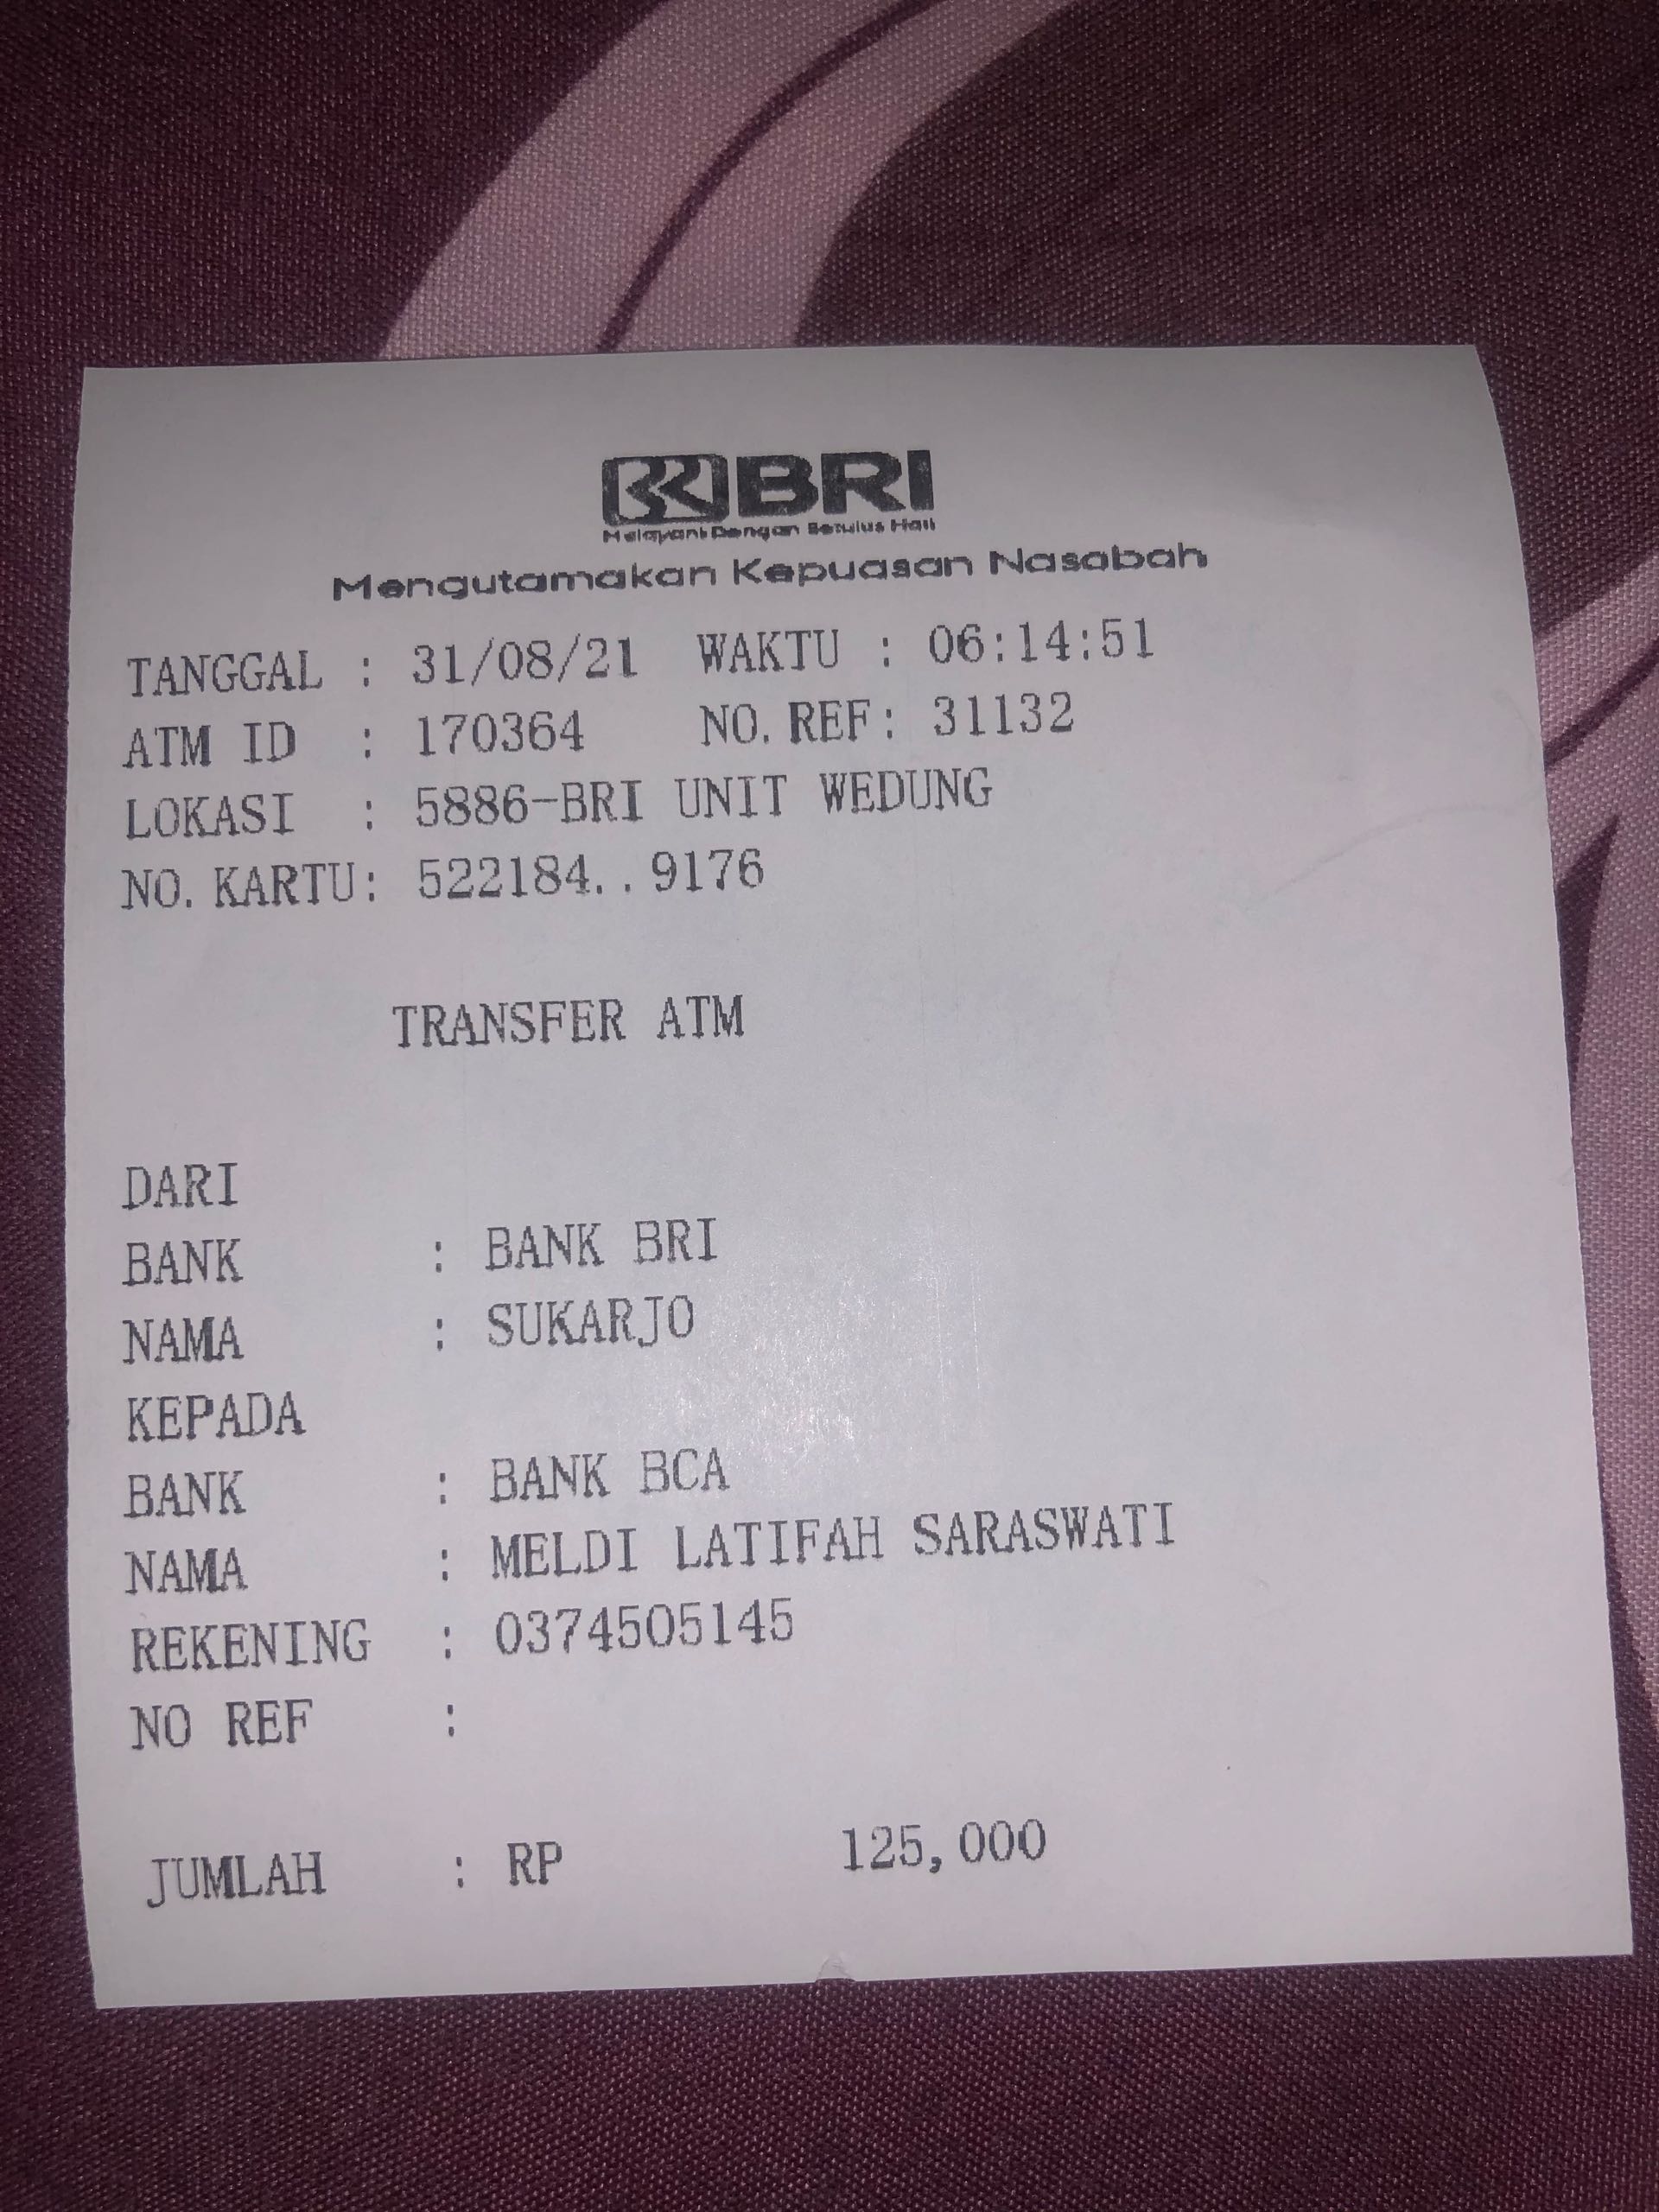 BRI
Melayani Dengan Setulus Hati
Mengutamakan Kepuasan Nasabah
TANGGAL : 31/08/21 WAKTU : 06:14:51
ATM ID : 170364 NO. REF: 31132
LOKASI : 5886-BRI UNIT WEDUNG
NO. KARTU: 522184..9176
TRANSFER ATM
DARI
BANK : BANK BRI
NAMA : SUKARJO
KEPADA
BANK : BANK BCA
NAMA : MELDI LATIFAH SARASWATI
REKENING : 0374505145
NO REF :
JUMLAH : RP 125,000